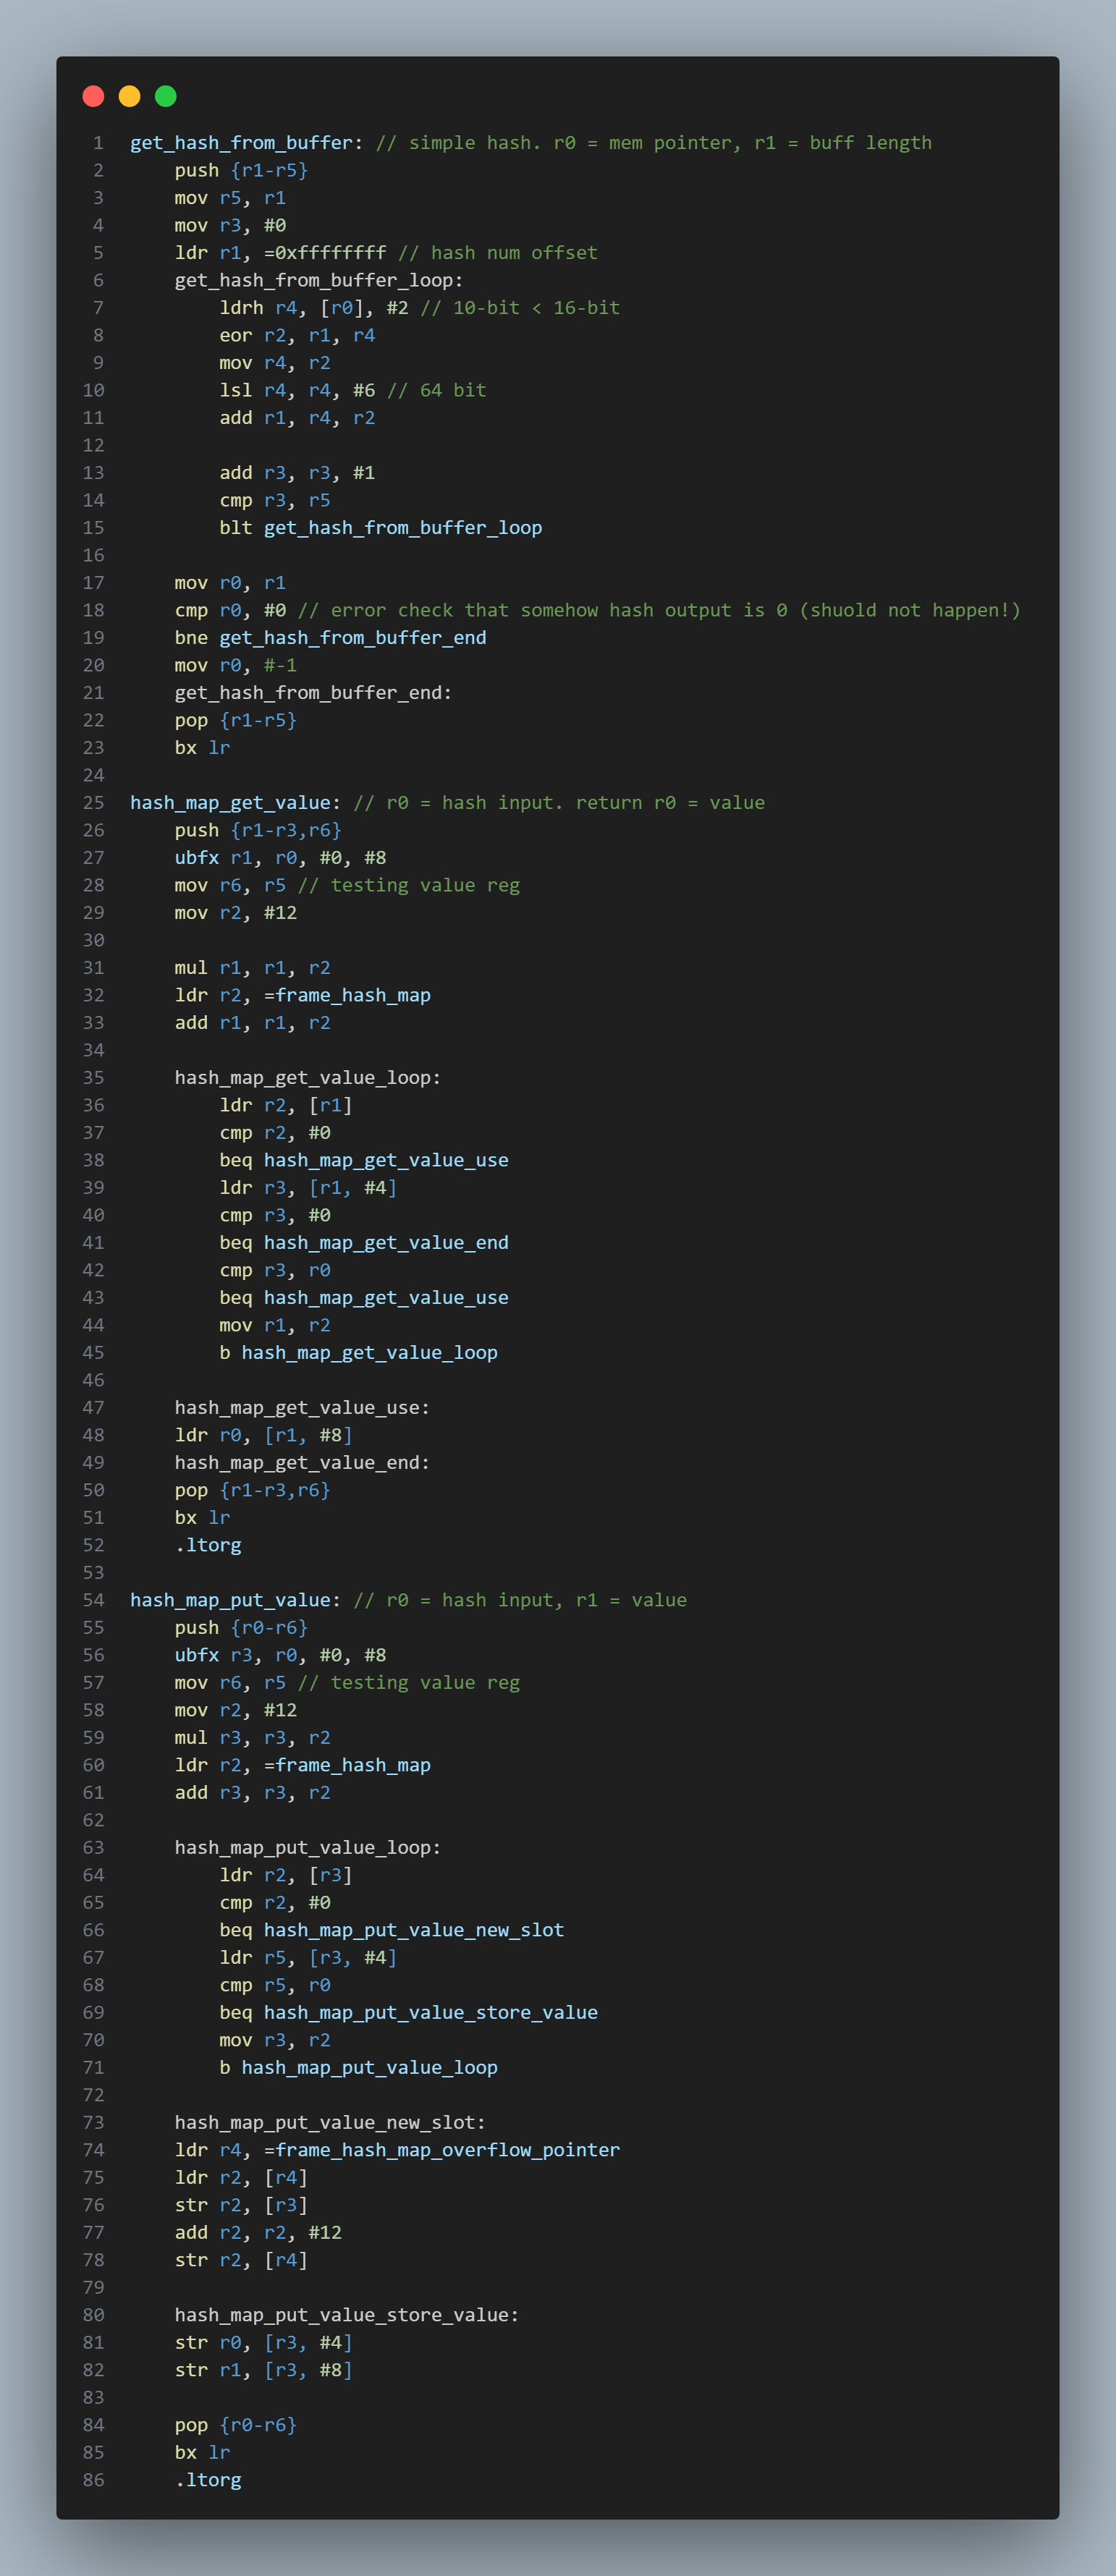 1 get_hash_from_buffer: // simple hash. r0 = mem pointer, r1 = buff length
2 push {r1-r5}
3 mov r5, r1
4 mov r3, #0
5 ldr r1, =0xffffffff // hash num offset
6 get_hash_from_buffer_loop:
7 ldrh r4, [r0], #2 // 10-bit < 16-bit
8 eor r2, r1, r4
9 mov r4, r2
10 lsl r4, r4, #6 // 64 bit
11 add r1, r4, r2
12
13 add r3, r3, #1
14 cmp r3, r5
15 blt get_hash_from_buffer_loop
16
17 mov r0, r1
18 cmp r0, #0 // error check that somehow hash output is 0 (shuold not happen!)
19 bne get_hash_from_buffer_end
20 mov r0, #-1
21 get_hash_from_buffer_end:
22 pop {r1-r5}
23 bx lr
24
25 hash_map_get_value: // r0 = hash input. return r0 = value
26 push {r1-r3,r6}
27 ubfx r1, r0, #0, #8
28 mov r6, r5 // testing value reg
29 mov r2, #12
30
31 mul r1, r1, r2
32 ldr r2, =frame_hash_map
33 add r1, r1, r2
34
35 hash_map_get_value_loop:
36 ldr r2, [r1]
37 cmp r2, #0
38 beq hash_map_get_value_use
39 ldr r3, [r1, #4]
40 cmp r3, #0
41 beq hash_map_get_value_end
42 cmp r3, r0
43 beq hash_map_get_value_use
44 mov r1, r2
45 b hash_map_get_value_loop
46
47 hash_map_get_value_use:
48 ldr r0, [r1, #8]
49 hash_map_get_value_end:
50 pop {r1-r3,r6}
51 bx lr
52 .ltorg
53
54 hash_map_put_value: // r0 = hash input, r1 = value
55 push {r0-r6}
56 ubfx r3, r0, #0, #8
57 mov r6, r5 // testing value reg
58 mov r2, #12
59 mul r3, r3, r2
60 ldr r2, =frame_hash_map
61 add r3, r3, r2
62
63 hash_map_put_value_loop:
64 ldr r2, [r3]
65 cmp r2, #0
66 beq hash_map_put_value_new_slot
67 ldr r5, [r3, #4]
68 cmp r5, r0
69 beq hash_map_put_value_store_value
70 mov r3, r2
71 b hash_map_put_value_loop
72
73 hash_map_put_value_new_slot:
74 ldr r4, =frame_hash_map_overflow_pointer
75 ldr r2, [r4]
76 str r2, [r3]
77 add r2, r2, #12
78 str r2, [r4]
79
80 hash_map_put_value_store_value:
81 str r0, [r3, #4]
82 str r1, [r3, #8]
83
84 pop {r0-r6}
85 bx lr
86 .ltorg